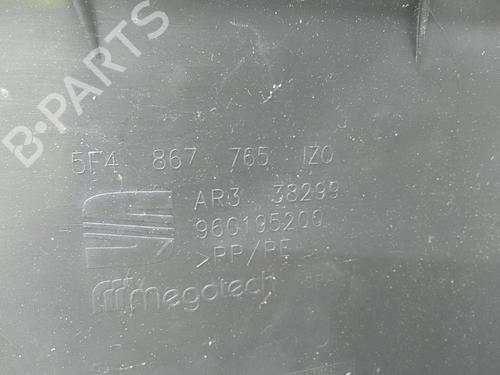 B-PARTS
5F4 867 765 IZ0
AR3 38299
960195200
>PP/PE
megatech